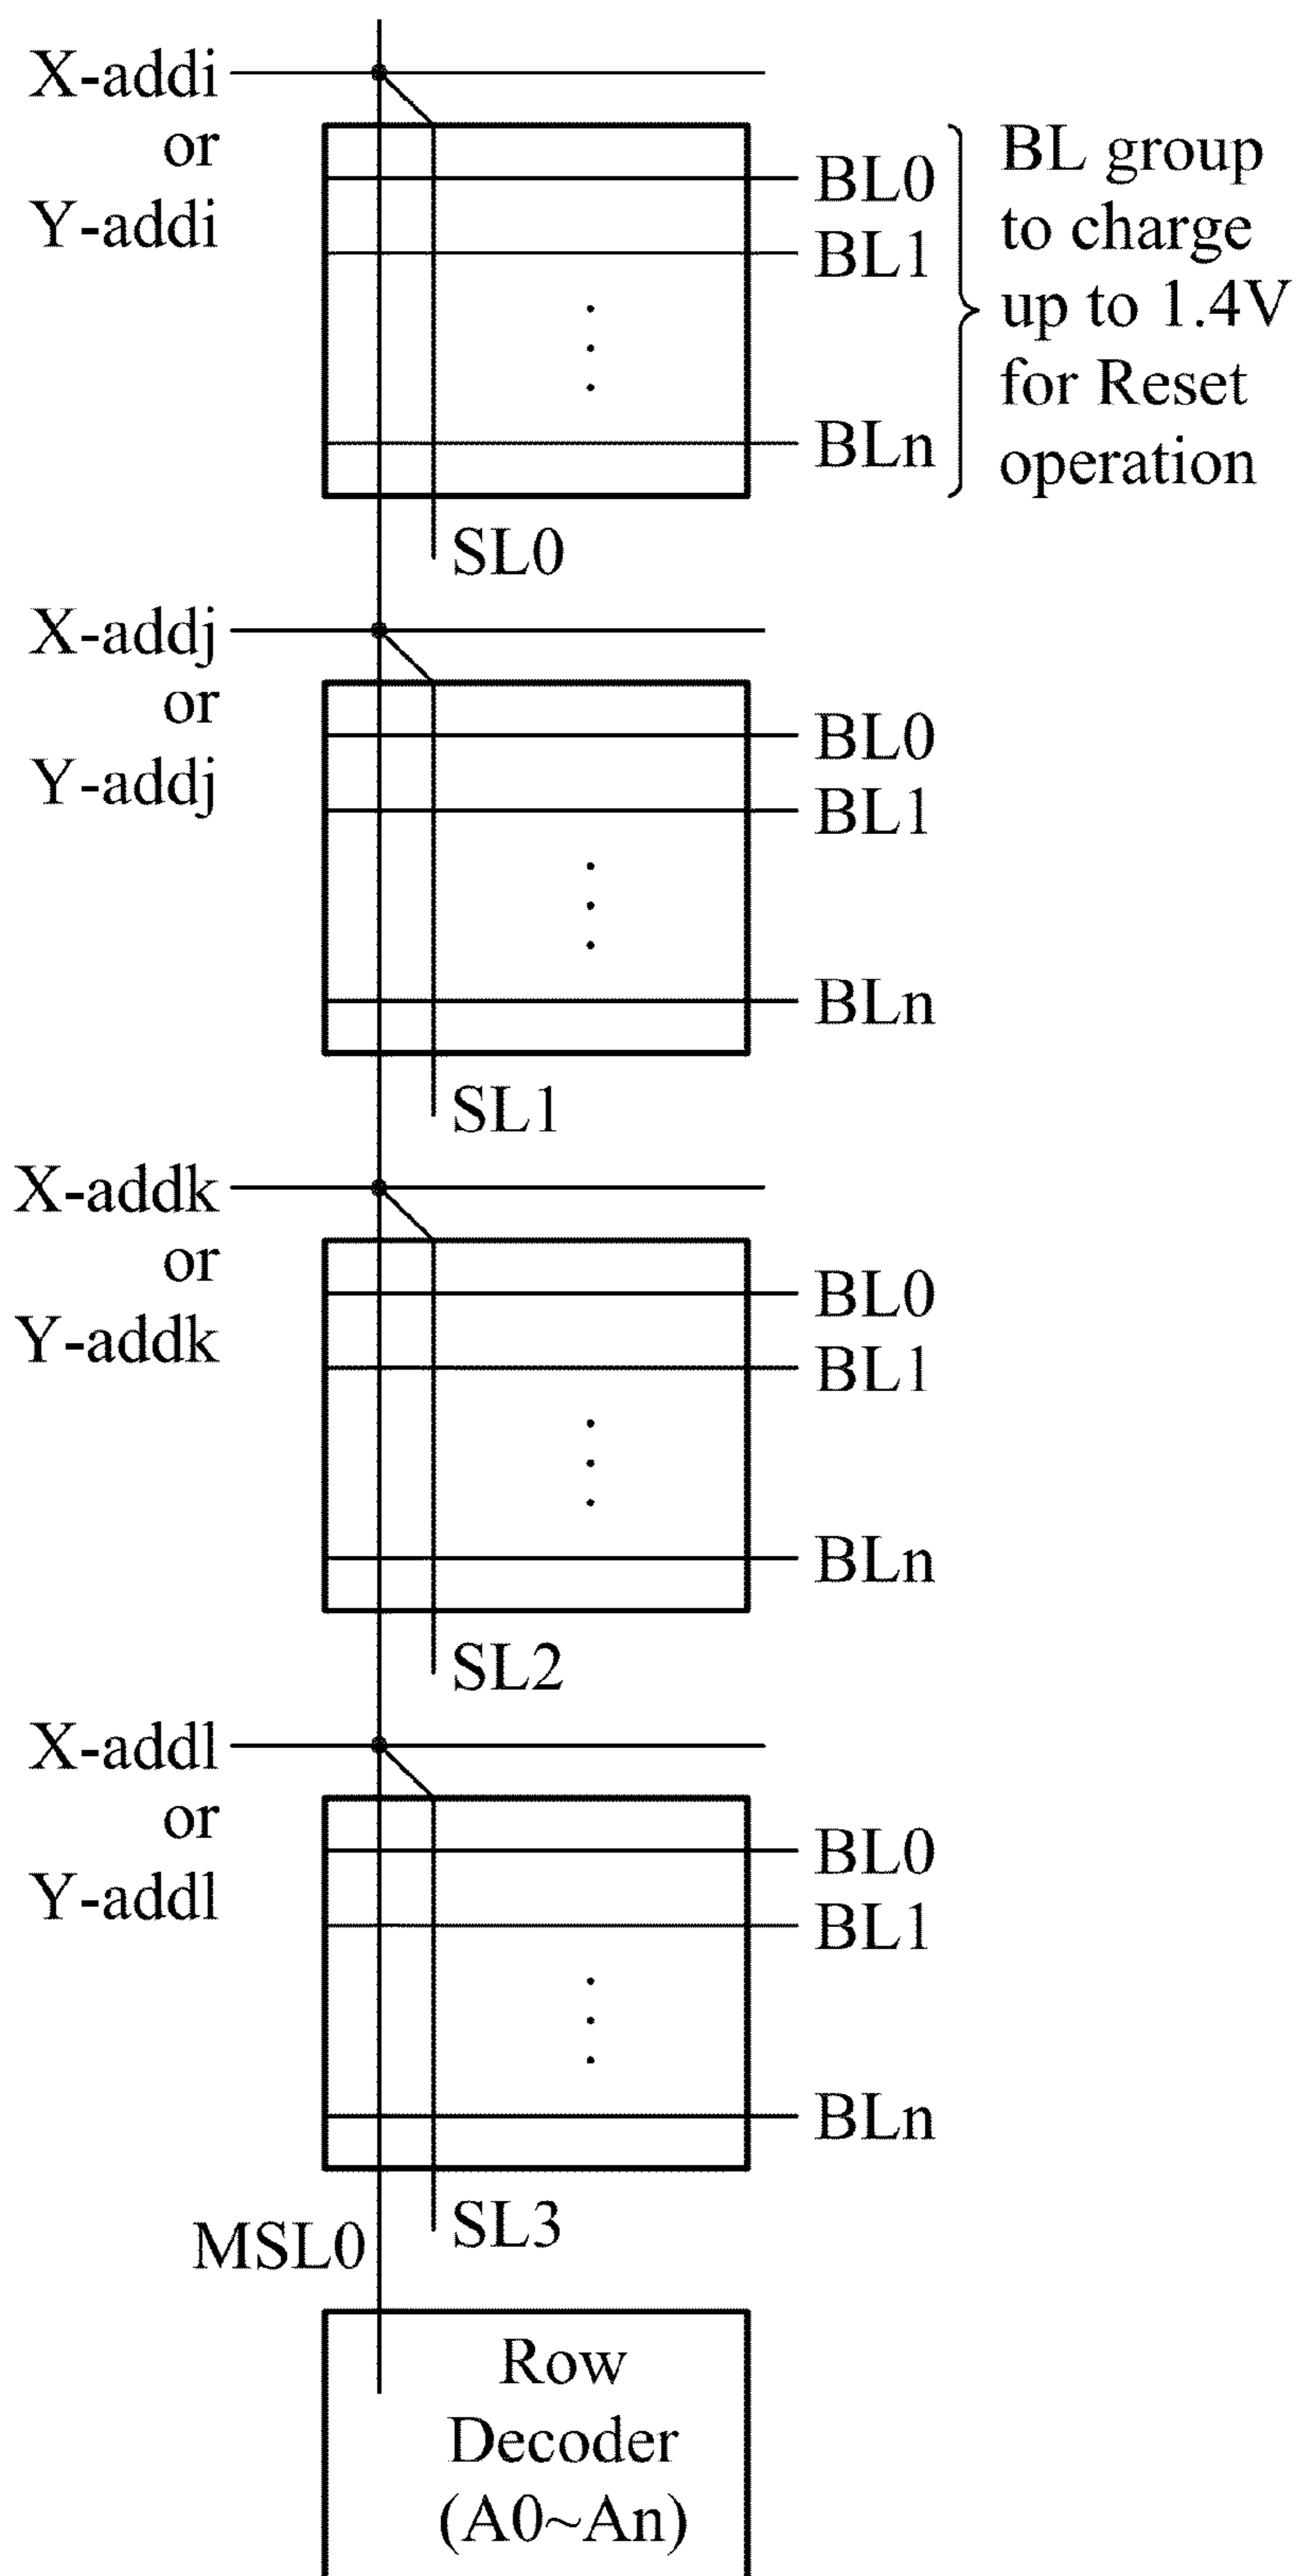 X-addi
or
Y-addi
BL0
BL1
BLn
BL group
to charge
up to 1.4V
for Reset
operation
SL0
X-addj
or
Y-addj
BL0
BL1
BLn
SL1
X-addk
or
Y-addk
BL0
BL1
BLn
SL2
X-addl
or
Y-addl
BL0
BL1
BLn
SL3
MSL0
Row
Decoder
(A0~An)